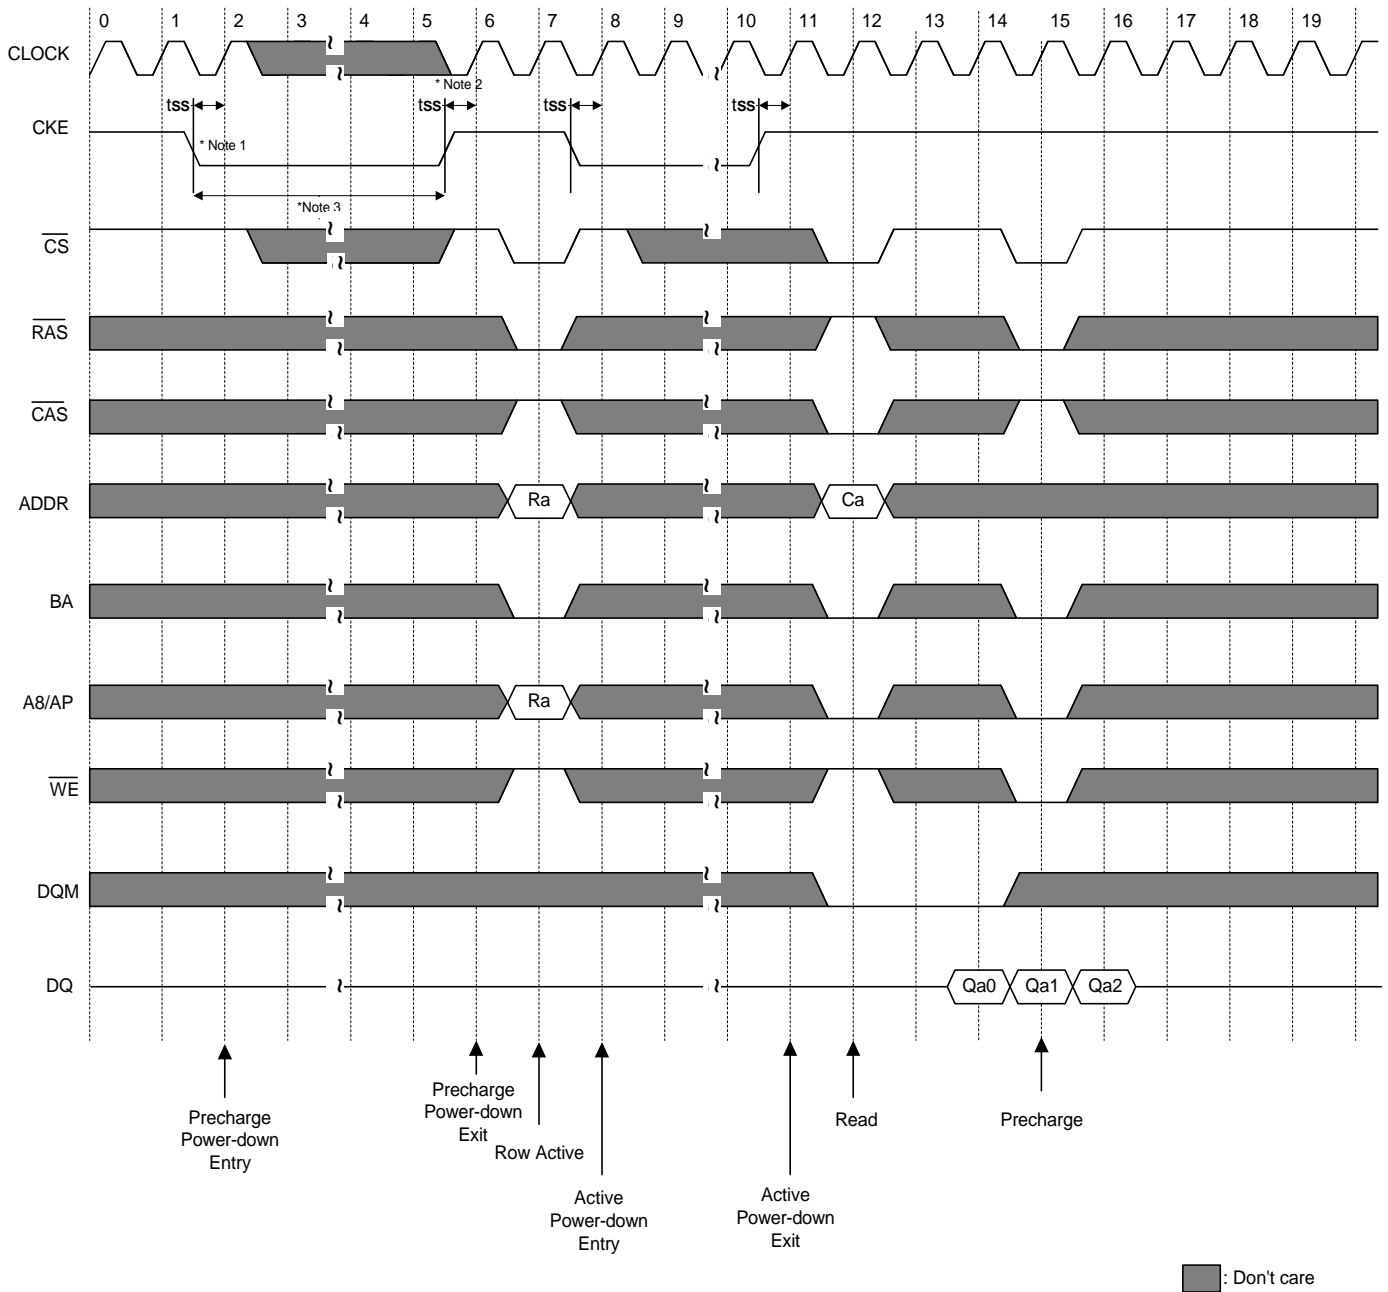 0 1 2 3 4 5 6 7 8 9 10 11 12 13 14 15 16 17 18 19
CLOCK
* Note 2
tss tss tss tss
CKE
* Note 1
*Note 3
CS
RAS
CAS
ADDR Ra Ca
BA
A8/AP Ra
WE
DQM
DQ Qa0 Qa1 Qa2
Precharge
Power-down
Entry
Precharge
Power-down
Exit
Row Active
Active
Power-down
Entry
Active
Power-down
Exit
Read
Precharge
: Don't care